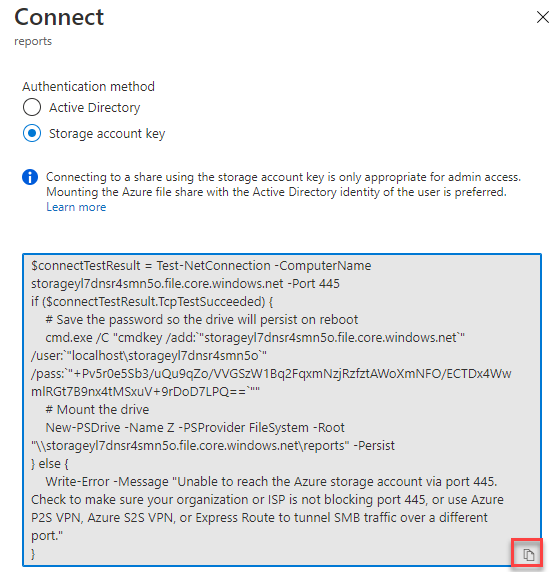 Connect
reports
Authentication method
Active Directory
Storage account key
Connecting to a share using the storage account key is only appropriate for admin access.
Mounting the Azure file share with the Active Directory identity of the user is preferred.
Learn more
$connectTestResult = Test-NetConnection -ComputerName
storageyl7dnsr4smn5o.file.core.windows.net -Port 445
if ($connectTestResult.TcpTestSucceeded) {
# Save the password so the drive will persist on reboot
cmd.exe /C "cmdkey /add:`"storageyl7dnsr4smn5o.file.core.windows.net`"
/user:`"localhost\storageyl7dnsr4smn5o`"
/pass:`"+Pv5r0e5Sb3/uQu9qZo/VVGSzW1Bq2FqxmNzjRzfztAWoXmNFO/ECTDx4Ww
mlRGt7B9nx4tMSxuV+9rDoD7LPQ==`""
# Mount the drive
New-PSDrive -Name Z -PSProvider FileSystem -Root
"\\storageyl7dnsr4smn5o.file.core.windows.net\reports" -Persist
} else {
Write-Error -Message "Unable to reach the Azure storage account via port 445.
Check to make sure your organization or ISP is not blocking port 445, or use Azure
P2S VPN, Azure S2S VPN, or Express Route to tunnel SMB traffic over a different
port."
}